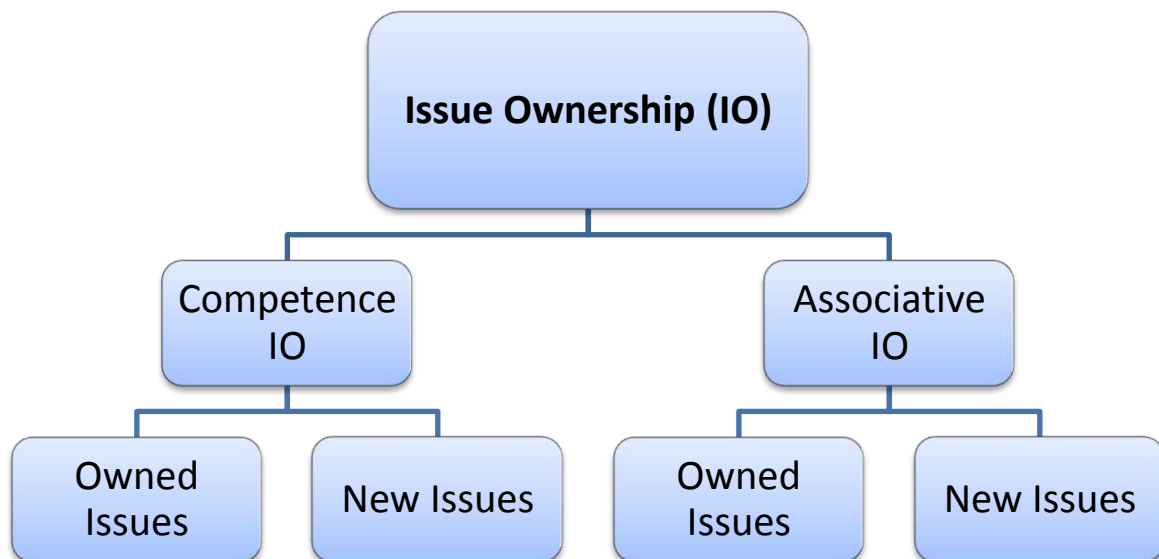 Issue Ownership (IO)
Competence
IO
Associative
IO
Owned
Issues
New Issues
Owned
Issues
New Issues